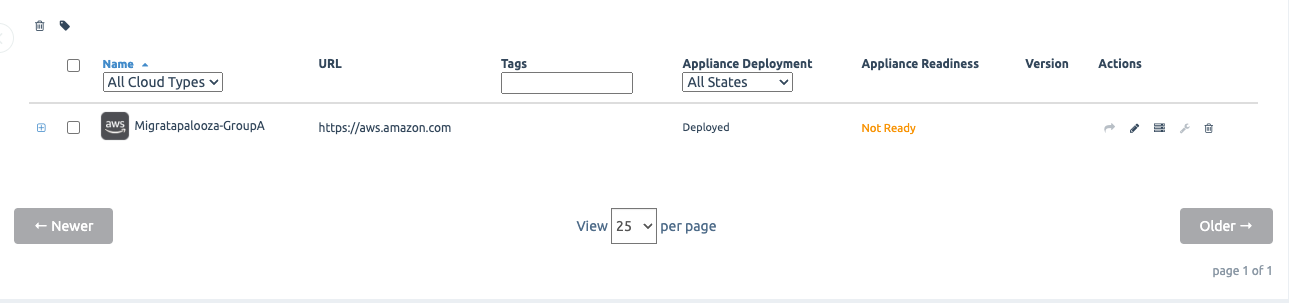 Name
URL
Tags
Appliance Deployment
Appliance Readiness
Version
Actions
All Cloud Types
All States
aws
Migratapalooza-GroupA
https://aws.amazon.com
Deployed
Not Ready
← Newer
View 25 per page
Older →
page 1 of 1